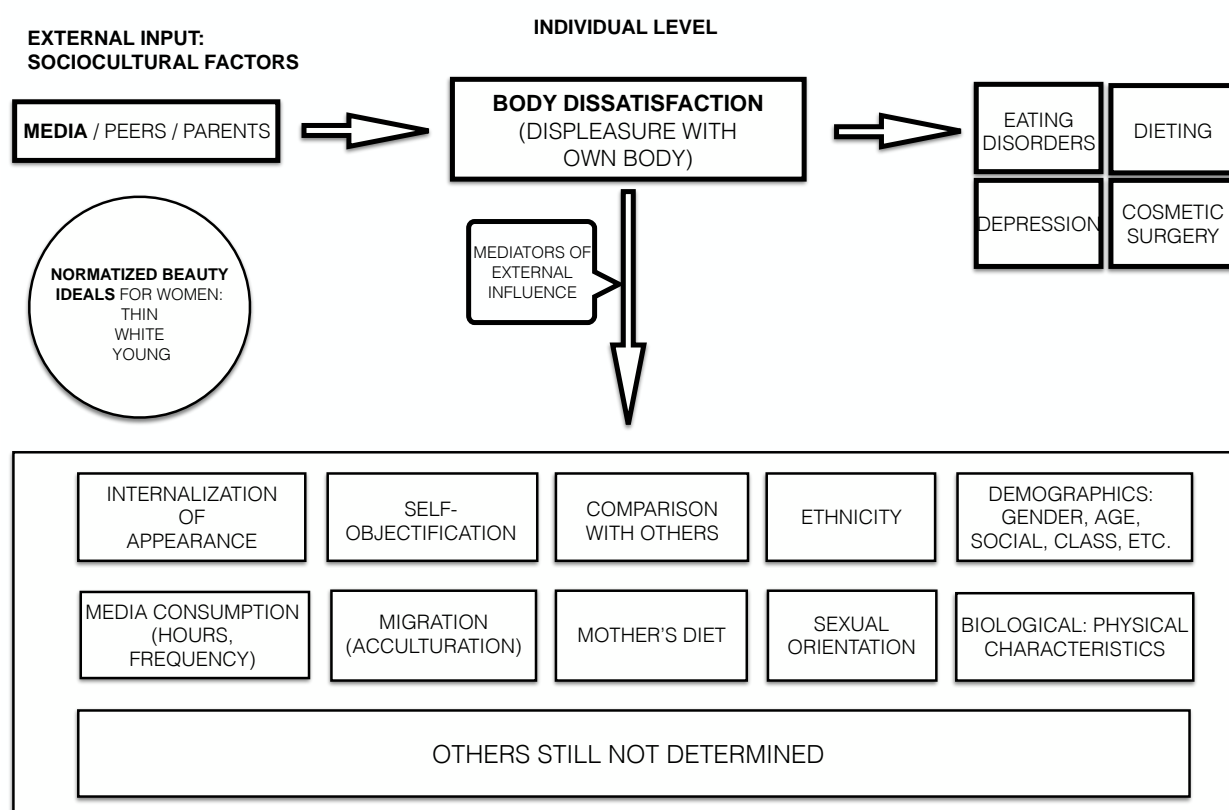 EXTERNAL INPUT:
SOCIOCULTURAL FACTORS
INDIVIDUAL LEVEL
MEDIA / PEERS / PARENTS
BODY DISSATISFACTION
(DISPLEASURE WITH
OWN BODY)
EATING
DISORDERS
DIETING
DEPRESSION
COSMETIC
SURGERY
NORMATIZED BEAUTY
IDEALS FOR WOMEN:
THIN
WHITE
YOUNG
MEDIATORS OF
EXTERNAL
INFLUENCE
INTERNALIZATION
OF
APPEARANCE
SELF-
OBJECTIFICATION
COMPARISON
WITH OTHERS
ETHNICITY
DEMOGRAPHICS:
GENDER, AGE,
SOCIAL, CLASS, ETC.
MEDIA CONSUMPTION
(HOURS,
FREQUENCY)
MIGRATION
(ACCULTURATION)
MOTHER'S DIET
SEXUAL
ORIENTATION
BIOLOGICAL: PHYSICAL
CHARACTERISTICS
OTHERS STILL NOT DETERMINED